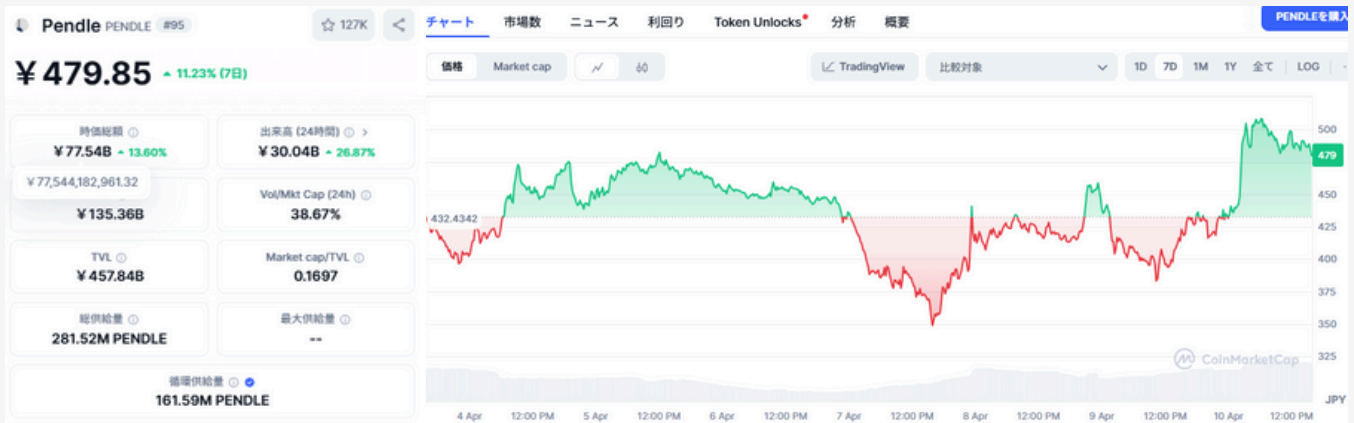 Pendle PENDLE #95
127K
¥479.85 11.23% (7日)
時価総額
¥77.54B 13.60%
出来高 (24時間)
¥30.04B 26.87%
¥77,544,182,961.32
¥135.36B
Vol/Mkt Cap (24h)
38.67%
TVL
¥457.84B
Market cap/TVL
0.1697
総供給量
281.52M PENDLE
最大供給量
--
循環供給量
161.59M PENDLE
チャート 市場数 ニュース 利回り Token Unlocks 分析 概要
PENDLEを購入
価格 Market cap
TradingView
比較対象
1D 7D 1M 1Y 全て LOG
500
479
450
432.4342
425
400
375
350
325
CoinMarketCap
JPY
4 Apr 12:00 PM 5 Apr 12:00 PM 6 Apr 12:00 PM 7 Apr 12:00 PM 8 Apr 12:00 PM 9 Apr 12:00 PM 10 Apr 12:00 PM